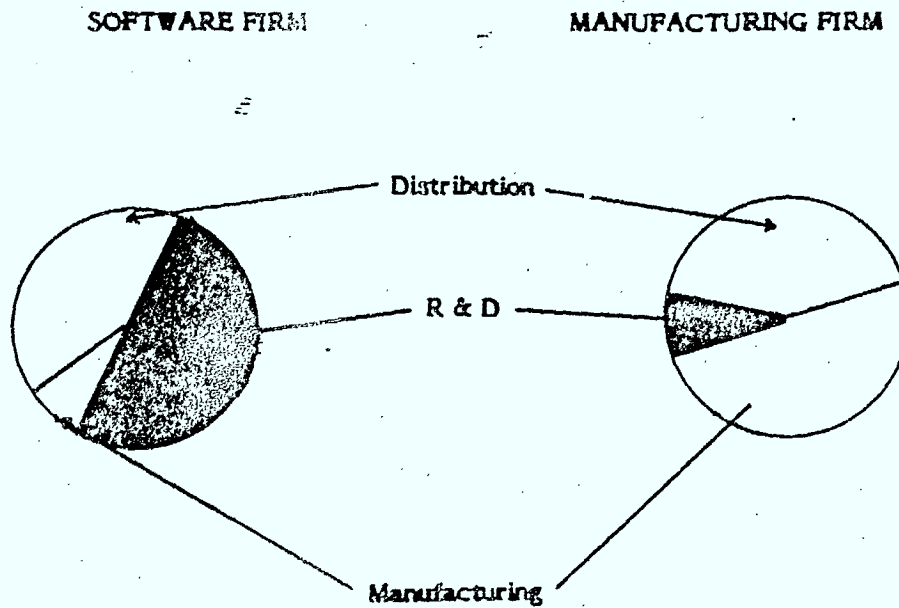 SOFTWARE FIRM
MANUFACTURING FIRM
Distribution
R & D
Manufacturing